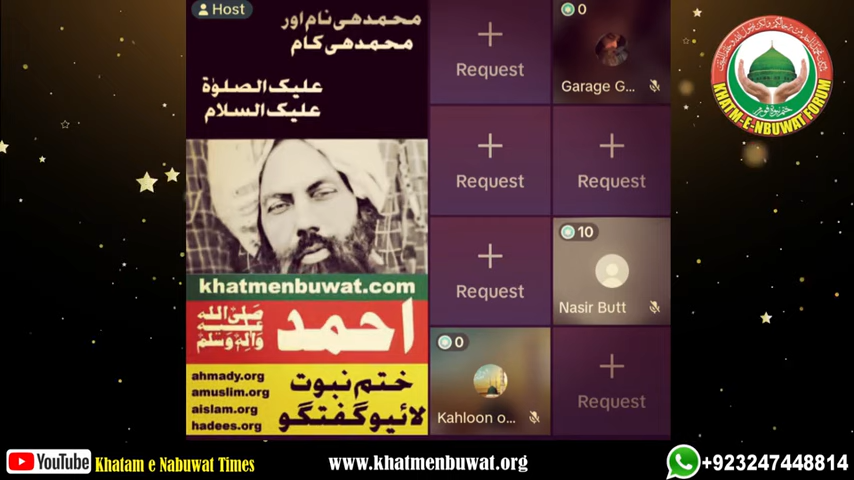 Host
محمدھی نام اور
محمدھی کام
علیک الصلوٰۃ
علیک السلام
khatmenbuwat.com
احمد
صلی اللہ
علیہ
وآلہ وسلم
ahmady.org
amuslim.org
aislam.org
hadees.org
ختم نبوت
لائیو گفتگو
Request
0
Garage G...
Request
Request
Request
10
Nasir Butt
0
Kahloon o...
Request
KHATM-E-NBUWAT FORUM
YouTube Khatam e Nabuwat Times
www.khatmenbuwat.org
+923247448814